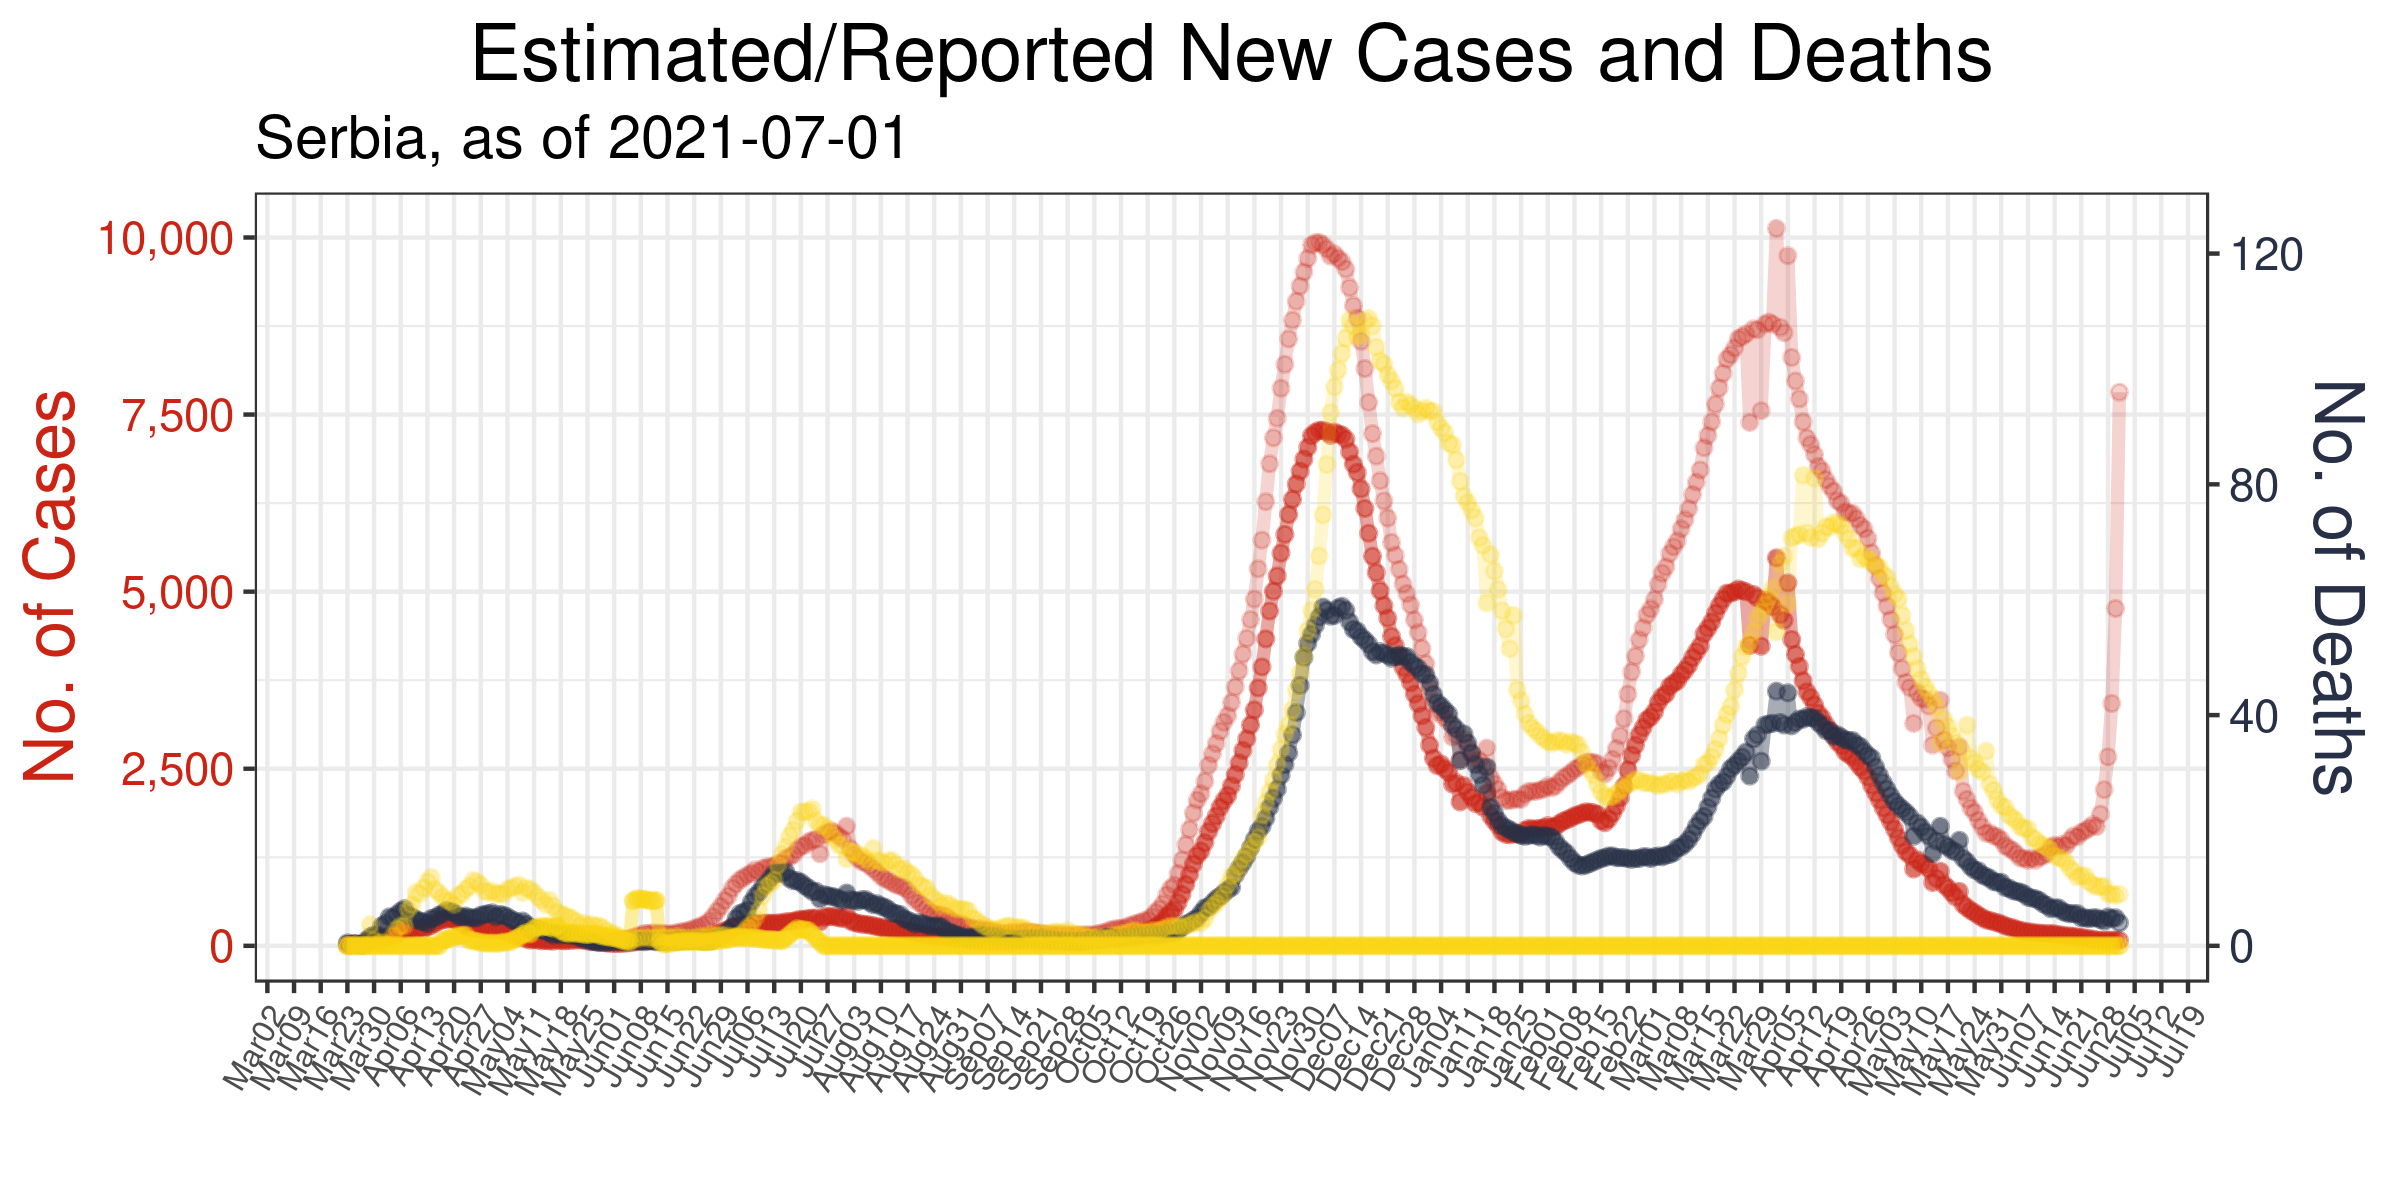 Estimated/Reported New Cases and Deaths
Serbia, as of 2021-07-01
No. of Cases
10,000
7,500
5,000
2,500
0
120
80
40
0
No. of Deaths
Mar02
Mar09
Mar16
Mar23
Mar30
Apr06
Apr13
Apr20
Apr27
May04
May11
May18
May25
Jun01
Jun08
Jun15
Jun22
Jun29
Jul06
Jul13
Jul20
Jul27
Aug03
Aug10
Aug17
Aug24
Aug31
Sep07
Sep14
Sep21
Sep28
Oct05
Oct12
Oct19
Oct26
Nov02
Nov09
Nov16
Nov23
Nov30
Dec07
Dec14
Dec21
Dec28
Jan04
Jan11
Jan18
Jan25
Feb01
Feb08
Feb15
Feb22
Mar01
Mar08
Mar15
Mar22
Mar29
Apr05
Apr12
Apr19
Apr26
May03
May10
May17
May24
May31
Jun07
Jun14
Jun21
Jun28
Jul05
Jul12
Jul19